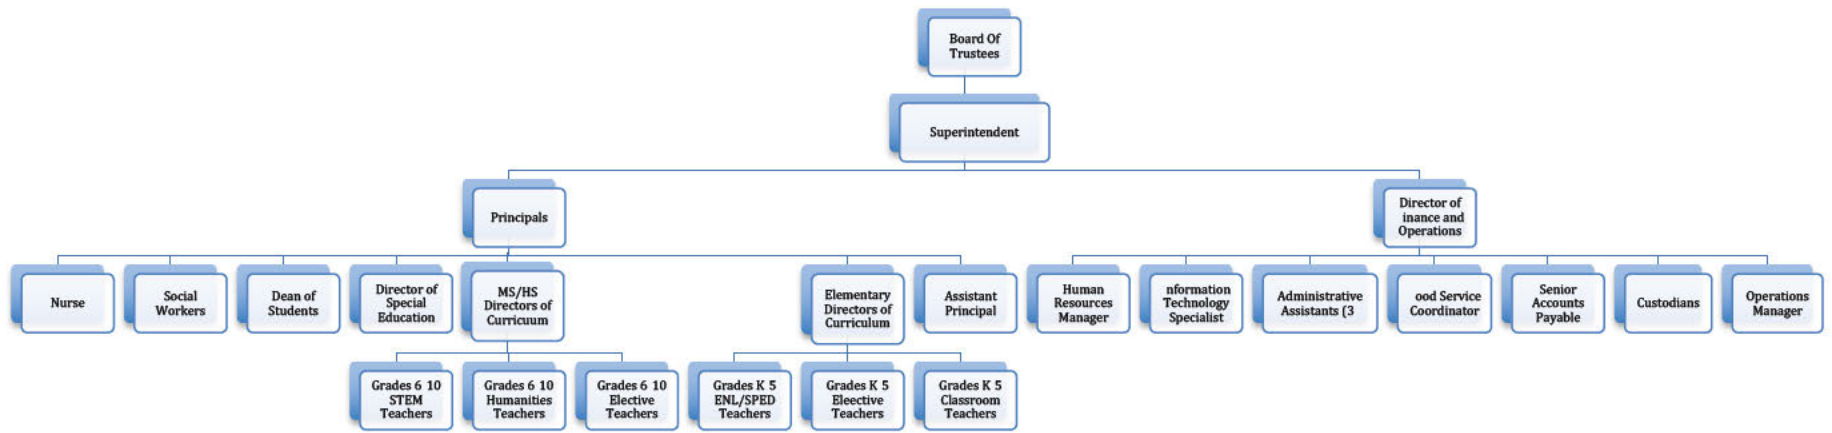 Board Of
Trustees
Superintendent
Principals
Director of
inance and
Operations
Nurse
Social
Workers
Dean of
Students
Director of
Special
Education
MS/HS
Directors of
Curricuum
Elementary
Directors of
Curriculum
Assistant
Principal
Human
Resources
Manager
nformation
Technology
Specialist
Administrative
Assistants (3
ood Service
Coordinator
Senior
Accounts
Payable
Custodians
Operations
Manager
Grades 6 10
STEM
Teachers
Grades 6 10
Humanities
Teachers
Grades 6 10
Elective
Teachers
Grades K 5
ENL/SPED
Teachers
Grades K 5
Eleective
Teachers
Grades K 5
Classroom
Teachers